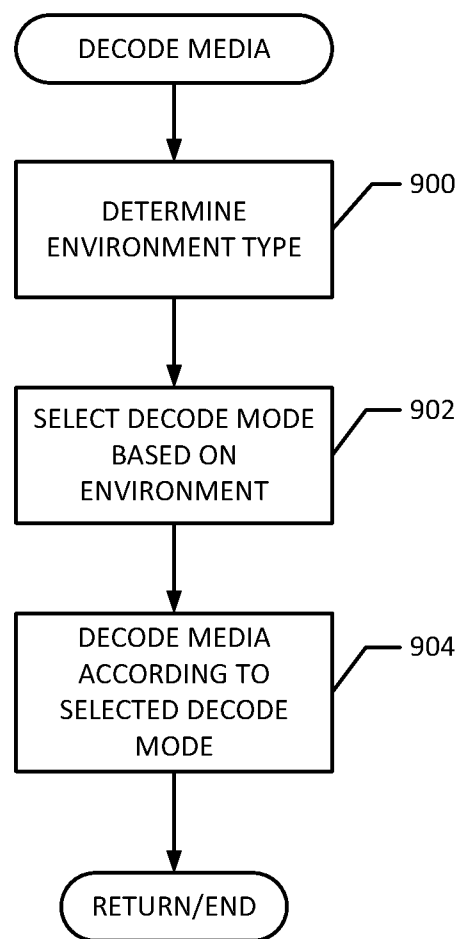 DECODE MEDIA
DETERMINE
ENVIRONMENT TYPE
900
SELECT DECODE MODE
BASED ON
ENVIRONMENT
902
DECODE MEDIA
ACCORDING TO
SELECTED DECODE
MODE
904
RETURN/END